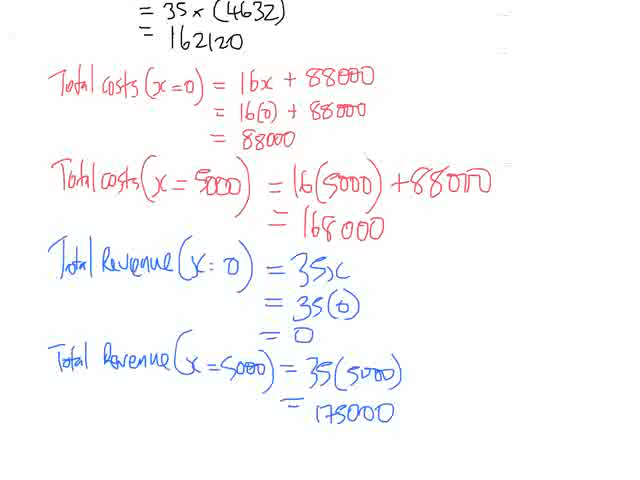 = 35 x (4632)
= 162120
Total costs (x=0) = 16x + 88000
= 16(0) + 88000
= 88000
Total costs (x = 5000) = 16(5000) + 88000
= 168000
Total Revenue (x = 0) = 35x
= 35(0)
= 0
Total Revenue (x = 5000) = 35(5000)
= 175000